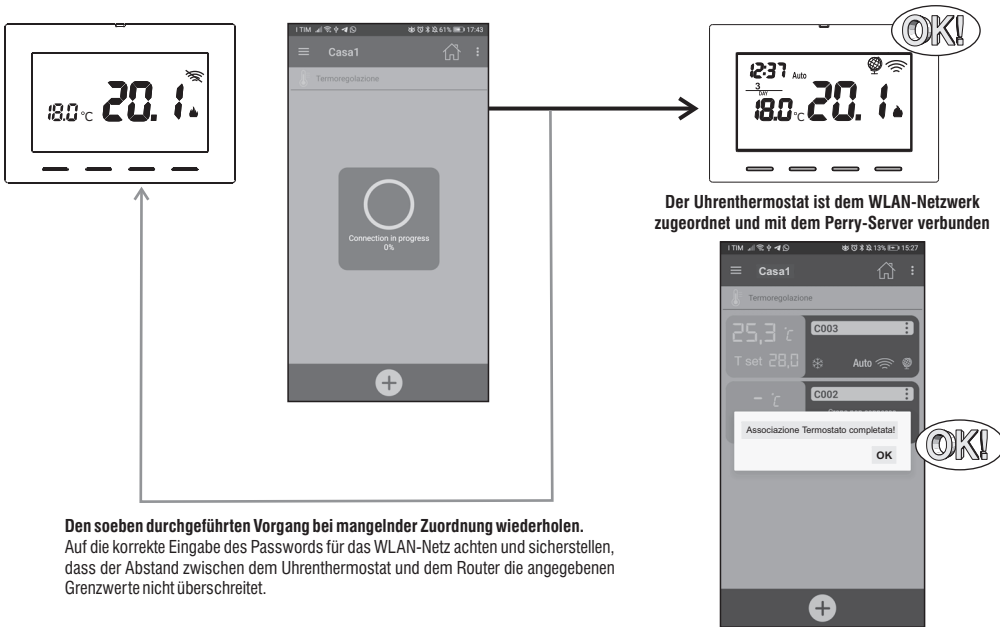 18.0 °C 20.1
I TIM 61% 17:43
Casa1
Termoregolazione
Connection in progress
0%
OK!
12:37 Auto
3
DAY
18.0 °C 20.1
Der Uhrenthermostat ist dem WLAN-Netzwerk
zugeordnet und mit dem Perry-Server verbunden
I TIM 13% 15:27
Casa1
Termoregolazione
25,3 °C
C003
T set 28,0
Auto
- °C
C002
Associazione Termostato completata!
OK
OK!
Den soeben durchgeführten Vorgang bei mangelnder Zuordnung wiederholen.
Auf die korrekte Eingabe des Passwords für das WLAN-Netz achten und sicherstellen,
dass der Abstand zwischen dem Uhrenthermostat und dem Router die angegebenen
Grenzwerte nicht überschreitet.